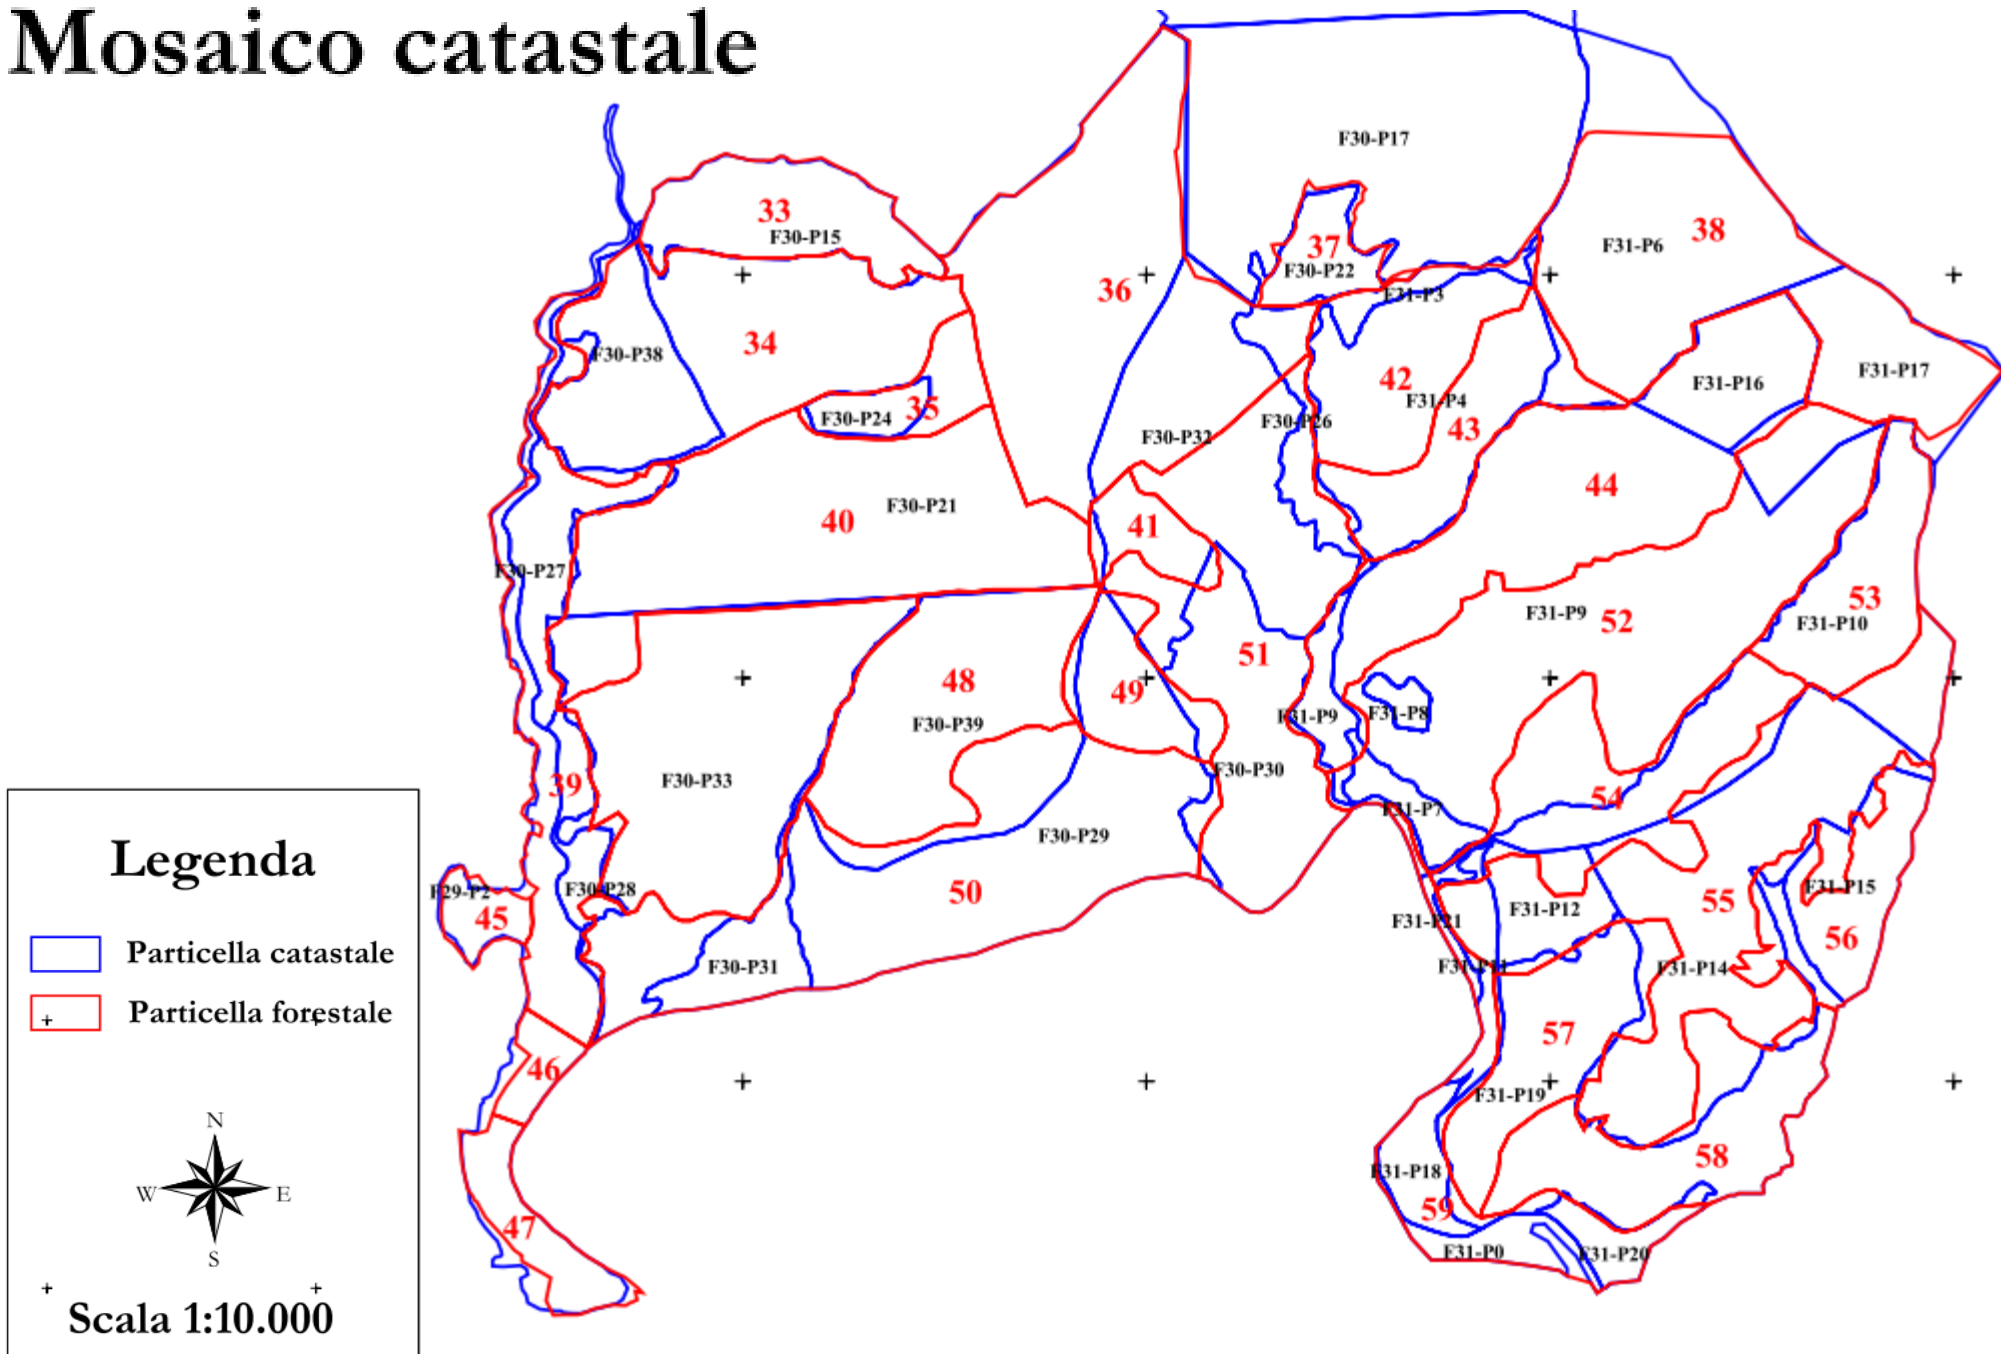 Mosaico catastale
F30-P17
33
F30-P15
38
F31-P6
37
F30-P22
36
F31-P3
34
F30-P38
F31-P16
F31-P17
42
F31-P4
35
F30-P24
F30-P26
43
F30-P32
44
40
F30-P21
41
F30-P27
53
F31-P10
F31-P9
52
51
48
49
F30-P39
F31-P9
F31-P8
F30-P30
F30-P33
39
54
F31-P7
F30-P29
F30-P28
50
F29-P2
45
F31-P15
55
56
F31-P12
F31-P21
F30-P31
F31-P11
F31-P14
57
46
F31-P19
58
F31-P18
59
47
F31-P0
F31-P20
Legenda
Particella catastale
Particella forestale
N
W
E
S
Scala 1:10.000